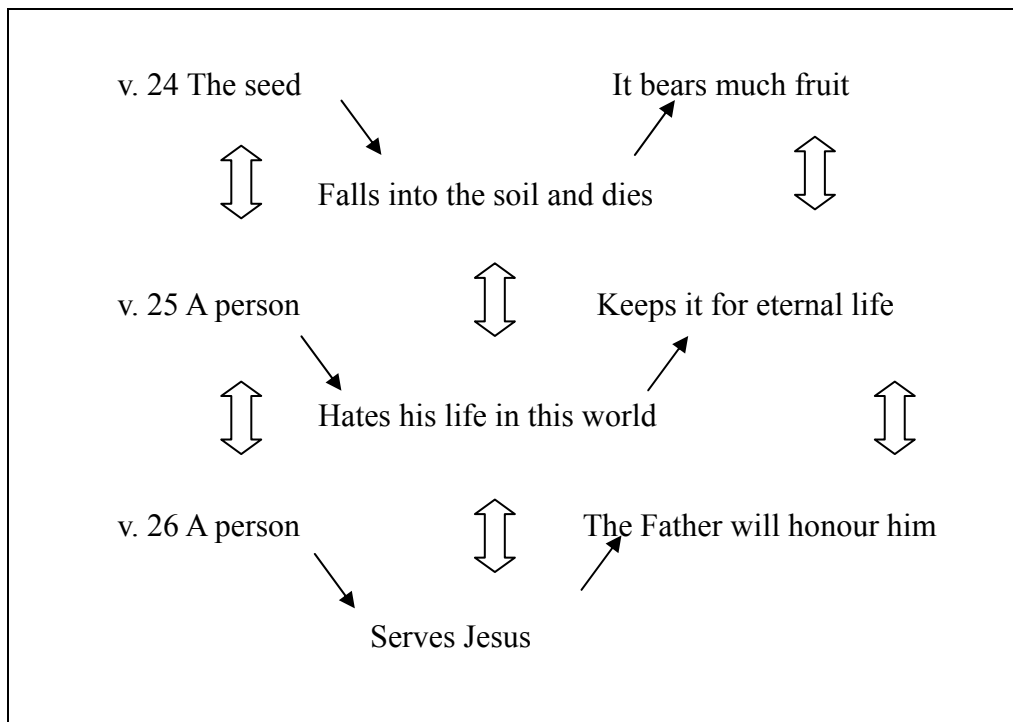 v. 24 The seed
It bears much fruit
Falls into the soil and dies
v. 25 A person
Keeps it for eternal life
Hates his life in this world
v. 26 A person
The Father will honour him
Serves Jesus